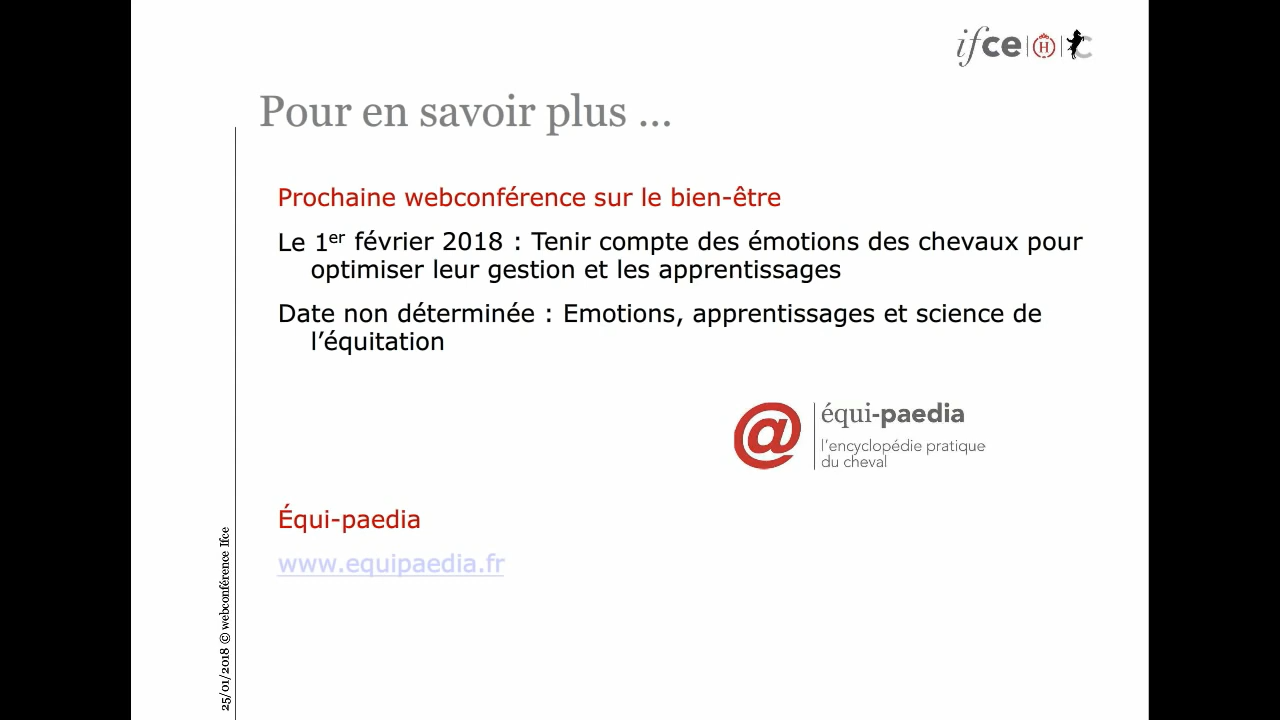 ifce
H
Pour en savoir plus ...
Prochaine webconférence sur le bien-être
Le 1er février 2018 : Tenir compte des émotions des chevaux pour
optimiser leur gestion et les apprentissages
Date non déterminée : Emotions, apprentissages et science de
l’équitation
@
équi-paedia
l’encyclopédie pratique
du cheval
Équi-paedia
www.equipaedia.fr
25/01/2018 © webconférence Ifce